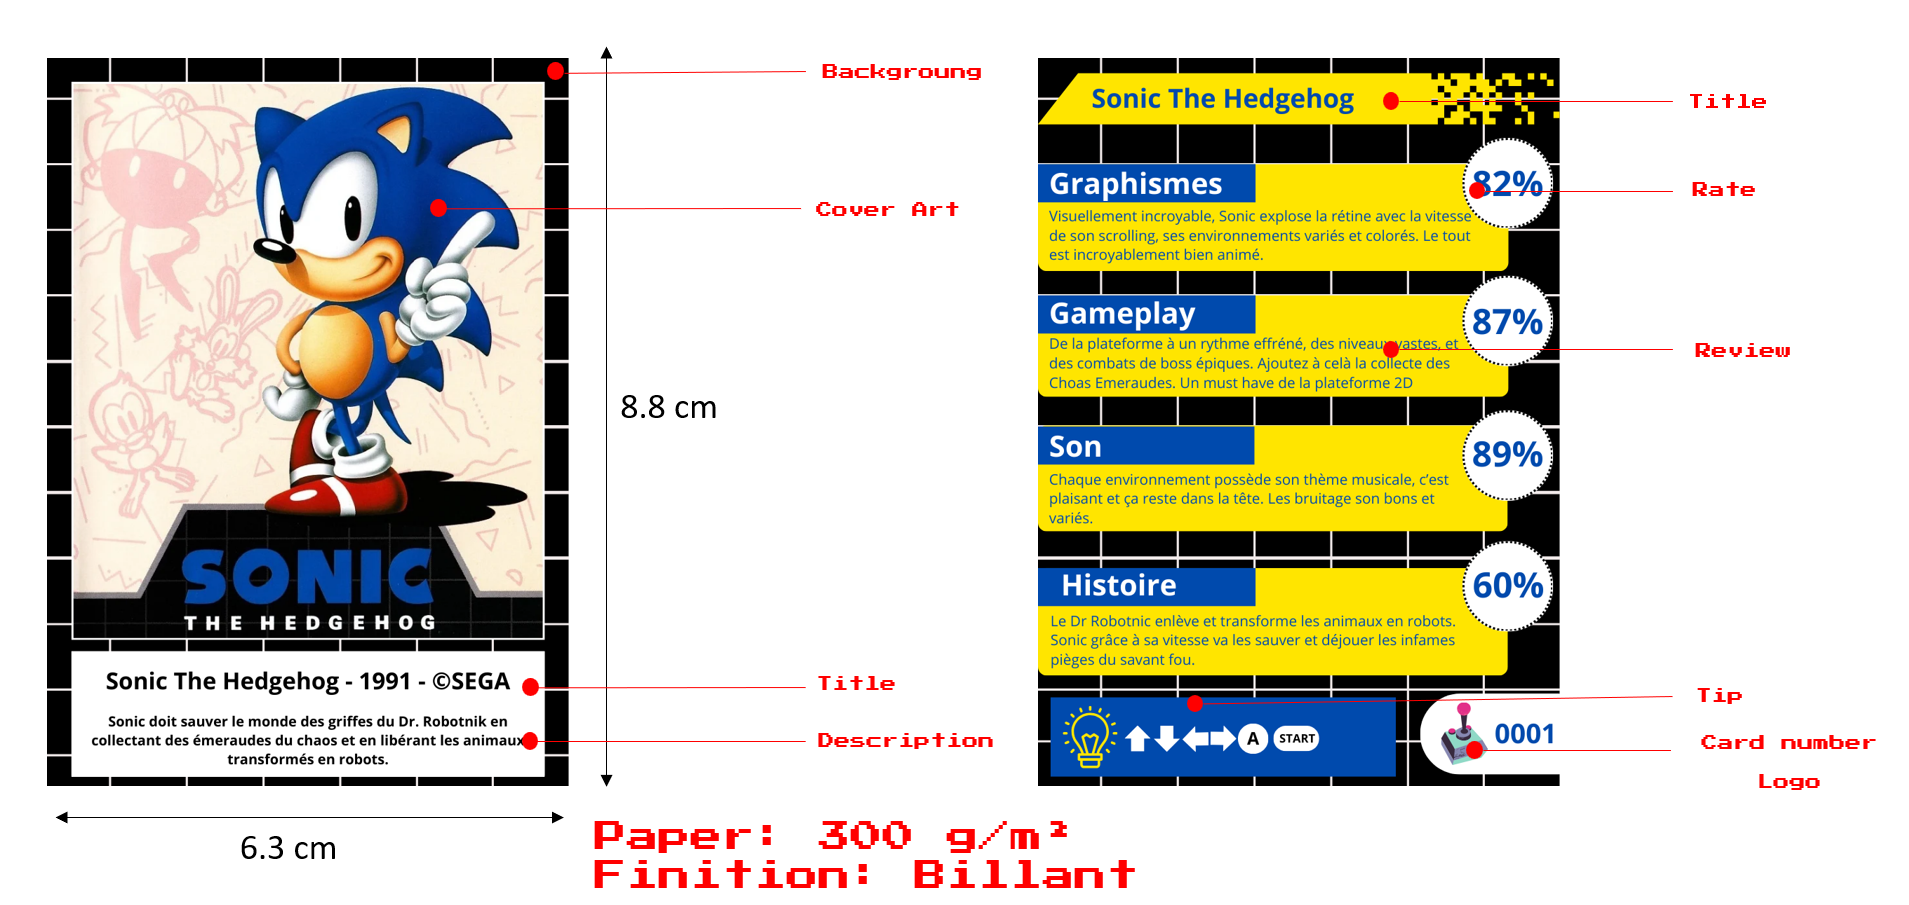 Backgroung
Cover Art
SONIC
THE HEDGEHOG
Sonic The Hedgehog - 1991 - ©SEGA
Title
Sonic doit sauver le monde des griffes du Dr. Robotnik en
collectant des émeraudes du chaos et en libérant les animaux
transformés en robots.
Description
8.8 cm
6.3 cm
Paper: 300 g/m²
Finition: Billant
Sonic The Hedgehog
Title
Graphismes
82%
Rate
Visuellement incroyable, Sonic explose la rétine avec la vitesse
de son scrolling, ses environnements variés et colorés. Le tout
est incroyablement bien animé.
Gameplay
87%
De la plateforme à un rythme effréné, des niveaux vastes, et
des combats de boss épiques. Ajoutez à celà la collecte des
Choas Emeraudes. Un must have de la plateforme 2D
Review
Son
89%
Chaque environnement possède son thème musicale, c’est
plaisant et ça reste dans la tête. Les bruitage son bons et
variés.
Histoire
60%
Le Dr Robotnic enlève et transforme les animaux en robots.
Sonic grâce à sa vitesse va les sauver et déjouer les infames
pièges du savant fou.
Tip
A START
0001
Card number
Logo